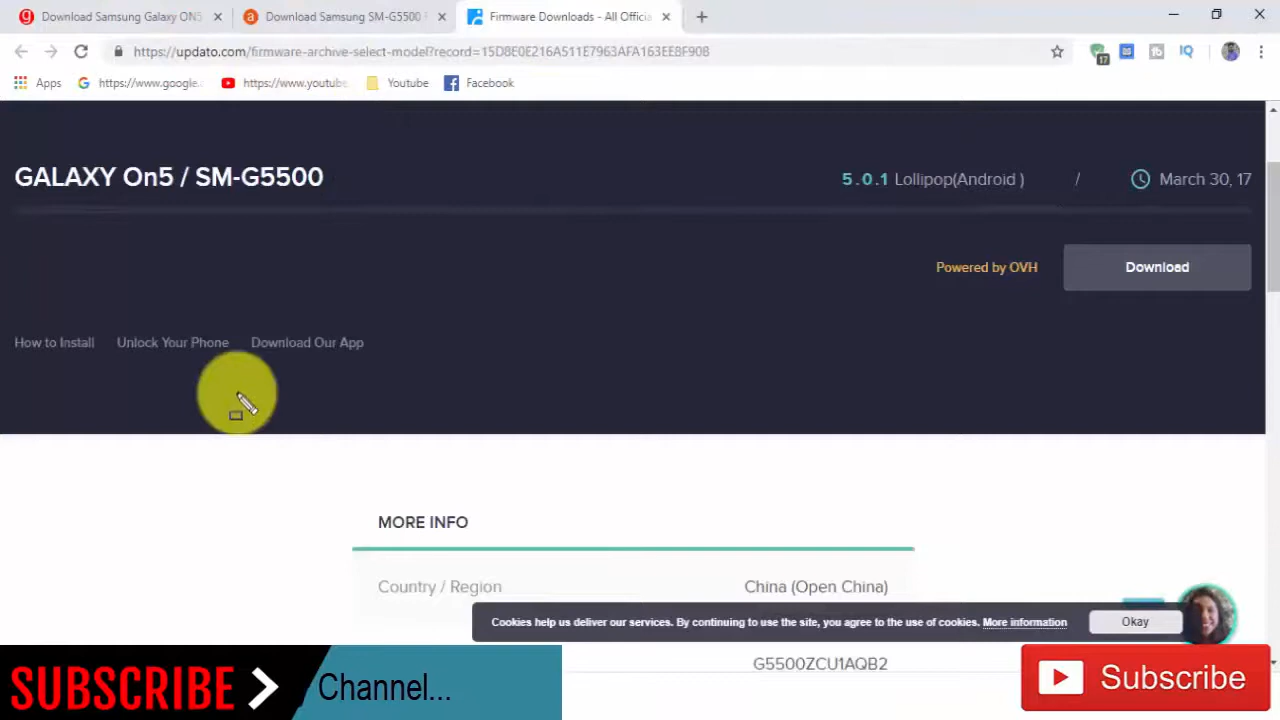 Download Samsung Galaxy ON5
Download Samsung SM-G5500 F
Firmware Downloads - All Officia
https://updato.com/firmware-archive-select-model?record=15D8E0E216A511E7963AFA163EE8F908
17
IQ
Apps
https://www.google.c
https://www.youtube
Youtube
Facebook
GALAXY On5 / SM-G5500
5.0.1 Lollipop(Android ) / March 30, 17
Powered by OVH
Download
How to Install
Unlock Your Phone
Download Our App
MORE INFO
Country / Region
China (Open China)
Cookies help us deliver our services. By continuing to use the site, you agree to the use of cookies. More information
Okay
G5500ZCU1AQB2
SUBSCRIBE
Channel...
Subscribe